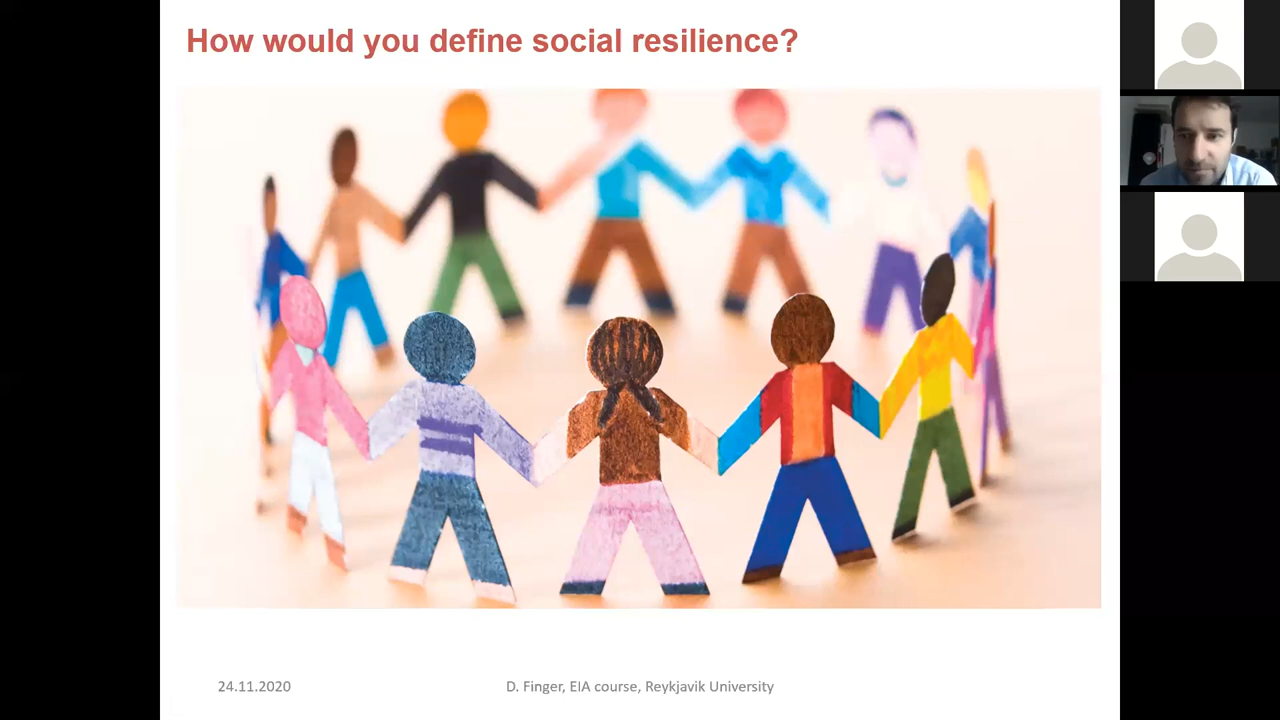 How would you define social resilience?
24.11.2020
D. Finger, EIA course, Reykjavik University